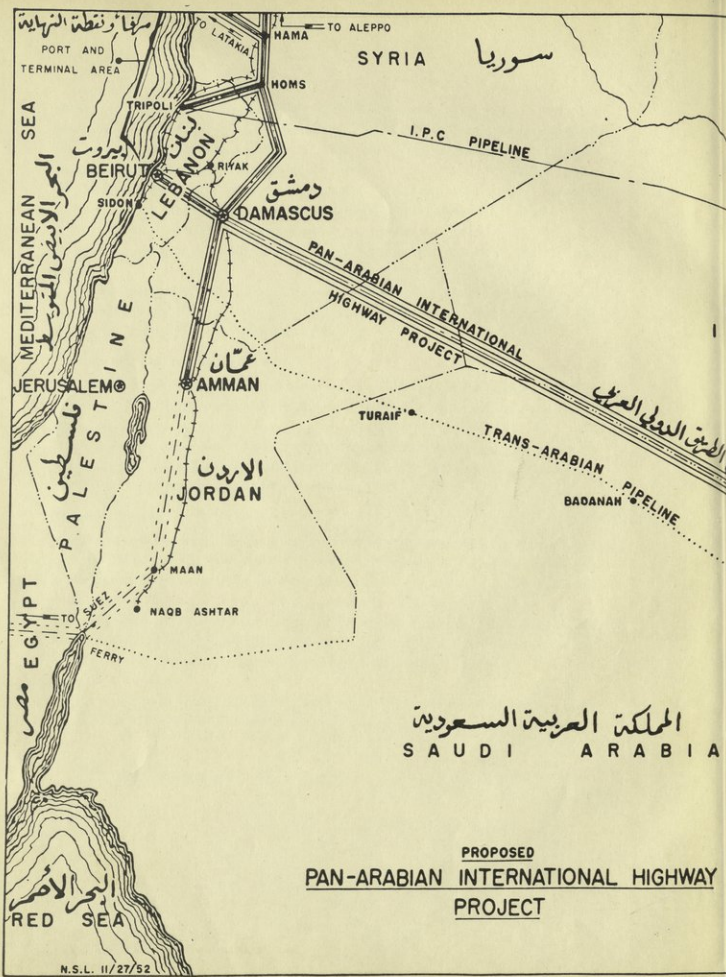 مرفأ ونقطة النهاية
PORT AND
TERMINAL AREA
TO LATAKIA
HAMA
TO ALEPPO
SYRIA
سوريا
HOMS
TRIPOLI
I.P.C PIPELINE
MEDITERRANEAN SEA
البحر الابيض المتوسط
بيروت
BEIRUT
لبنان
LEBANON
RIYAK
SIDON
دمشق
DAMASCUS
PAN-ARABIAN INTERNATIONAL
HIGHWAY PROJECT
I
الطريق الدولي العربي
JERUSALEM
عمّان
AMMAN
TURAIF
TRANS-ARABIAN PIPELINE
BADANAH
فلسطين
PALESTINE
الاردن
JORDAN
MAAN
NAQB ASHTAR
TO SUEZ
FERRY
EGYPT
مصر
المملكة العربية السعودية
SAUDI ARABIA
البحر الأحمر
RED SEA
PROPOSED
PAN-ARABIAN INTERNATIONAL HIGHWAY
PROJECT
N.S.L. 11/27/52